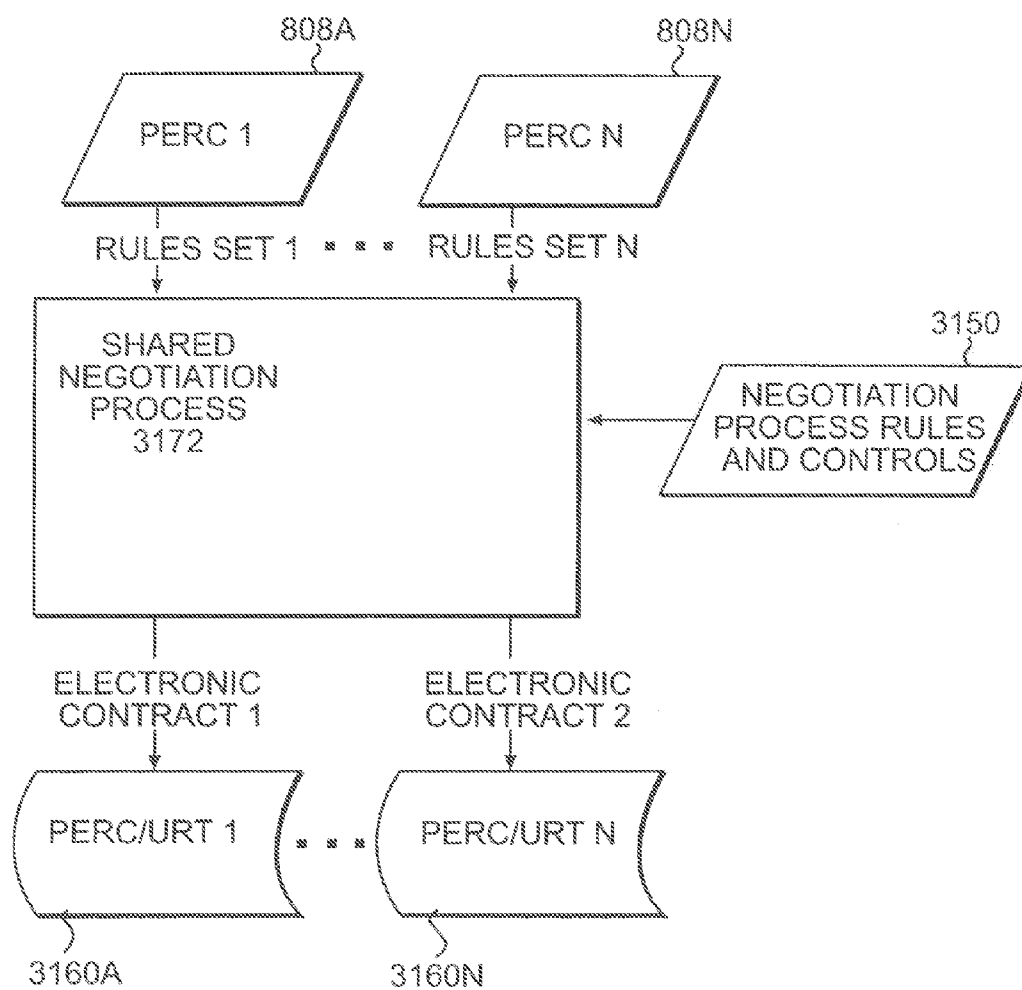 808A
808N
PERC 1
PERC N
RULES SET 1 ▪ ▪ ▪ RULES SET N
SHARED
NEGOTIATION
PROCESS
3172
3150
NEGOTIATION
PROCESS RULES
AND CONTROLS
ELECTRONIC
CONTRACT 1
ELECTRONIC
CONTRACT 2
PERC/URT 1
▪ ▪ ▪
PERC/URT N
3160A
3160N